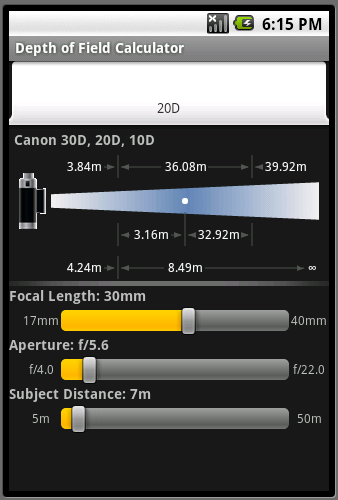 6:15 PM
Depth of Field Calculator
20D
Canon 30D, 20D, 10D
3.84m 36.08m 39.92m
3.16m 32.92m
4.24m 8.49m ∞
Focal Length: 30mm
17mm 40mm
Aperture: f/5.6
f/4.0 f/22.0
Subject Distance: 7m
5m 50m